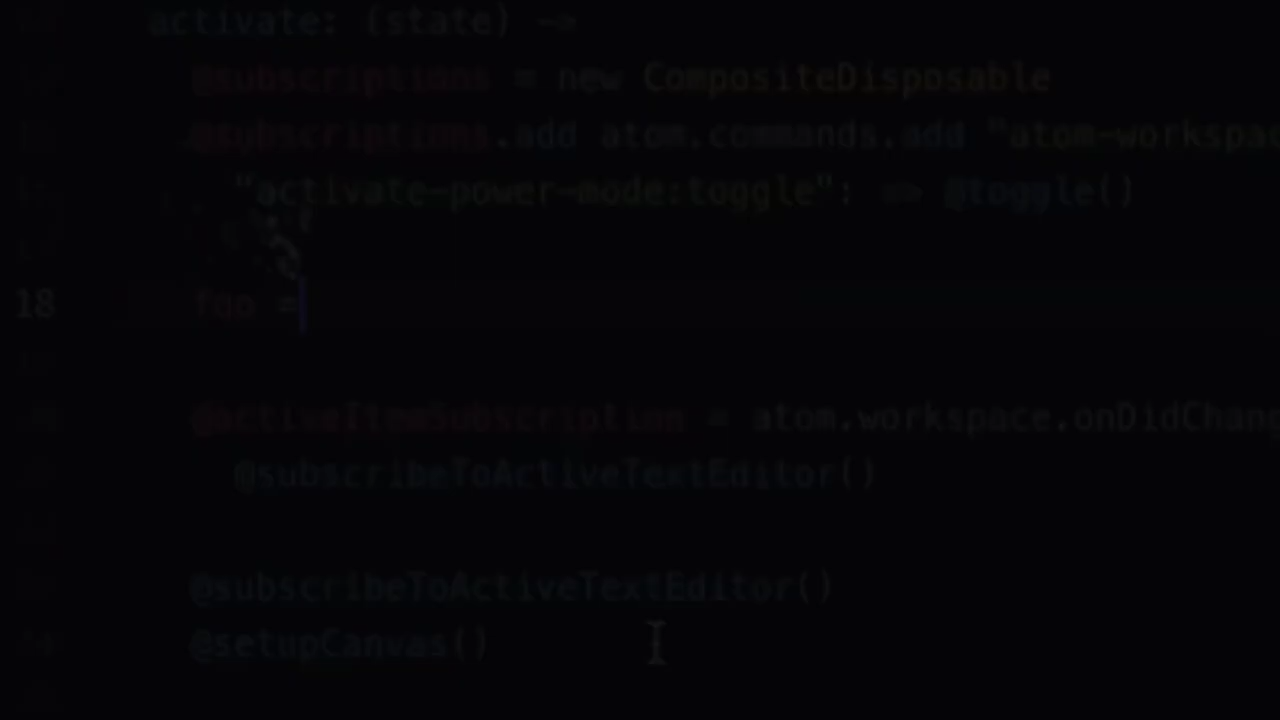 activate: (state) ->
@subscriptions = new CompositeDisposable
@subscriptions.add atom.commands.add "atom-workspac
"activate-power-mode:toggle": => @toggle()
18 foo =
@activeItemSubscription = atom.workspace.onDidChang
@subscribeToActiveTextEditor()
@subscribeToActiveTextEditor()
@setupCanvas()